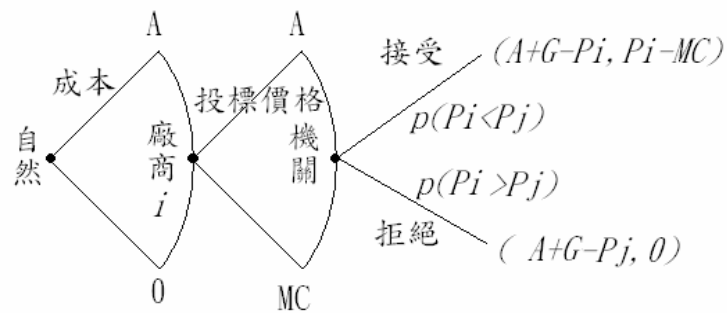 A
A
接受
(A+G-Pi, Pi-MC)
成本
投標價格
p(Pi<Pj)
自然
廠商 i
機關
p(Pi >Pj)
拒絕
( A+G-Pj, 0)
0
MC